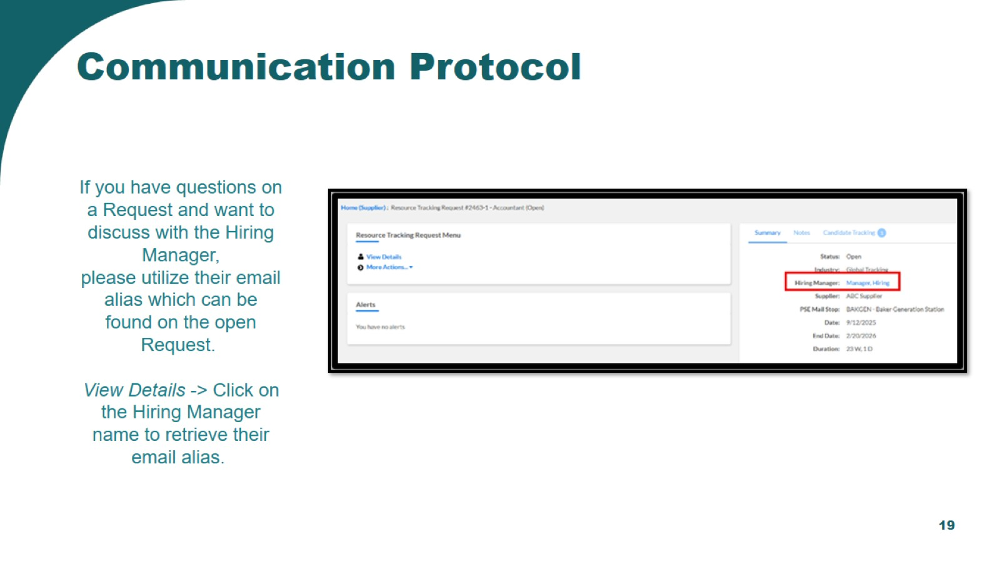 Communication Protocol
If you have questions on
a Request and want to
discuss with the Hiring
Manager,
please utilize their email
alias which can be
found on the open
Request.
View Details -> Click on
the Hiring Manager
name to retrieve their
email alias.
Home (Supplier) : Resource Tracking Request #2463-1 - Accountant (Open)
Resource Tracking Request Menu
View Details
More Actions...
Alerts
You have no alerts
Summary Notes Candidate Tracking 1
Status: Open
Industry: Global Tracking
Hiring Manager: Manager, Hiring
Supplier: ABC Supplier
PSE Mail Stop: BAKGEN - Baker Generation Station
Date: 9/12/2025
End Date: 2/20/2026
Duration: 23 W, 1 D
19